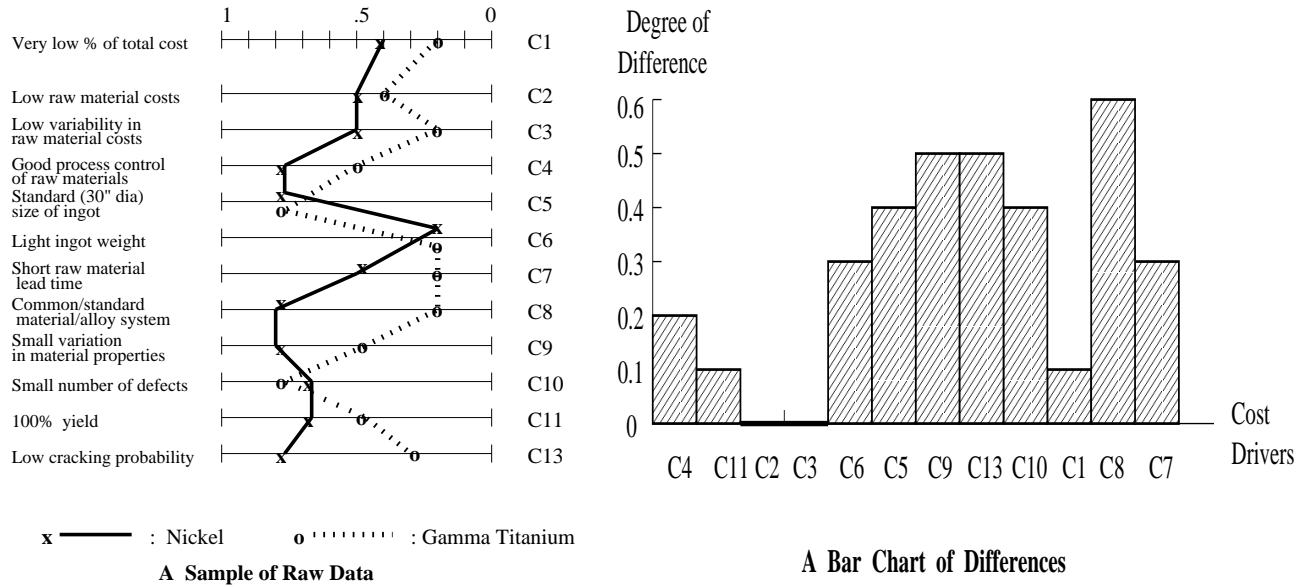 1 .5 0
Very low % of total cost C1
Low raw material costs C2
Low variability in
raw material costs C3
Good process control
of raw materials C4
Standard (30" dia)
size of ingot C5
Light ingot weight C6
Short raw material
lead time C7
Common/standard
material/alloy system C8
Small variation
in material properties C9
Small number of defects C10
100% yield C11
Low cracking probability C13
x : Nickel o : Gamma Titanium
A Sample of Raw Data
Degree of
Difference
0.6
0.5
0.4
0.3
0.2
0.1
0
Cost
Drivers
C4 C11 C2 C3 C6 C5 C9 C13 C10 C1 C8 C7
A Bar Chart of Differences